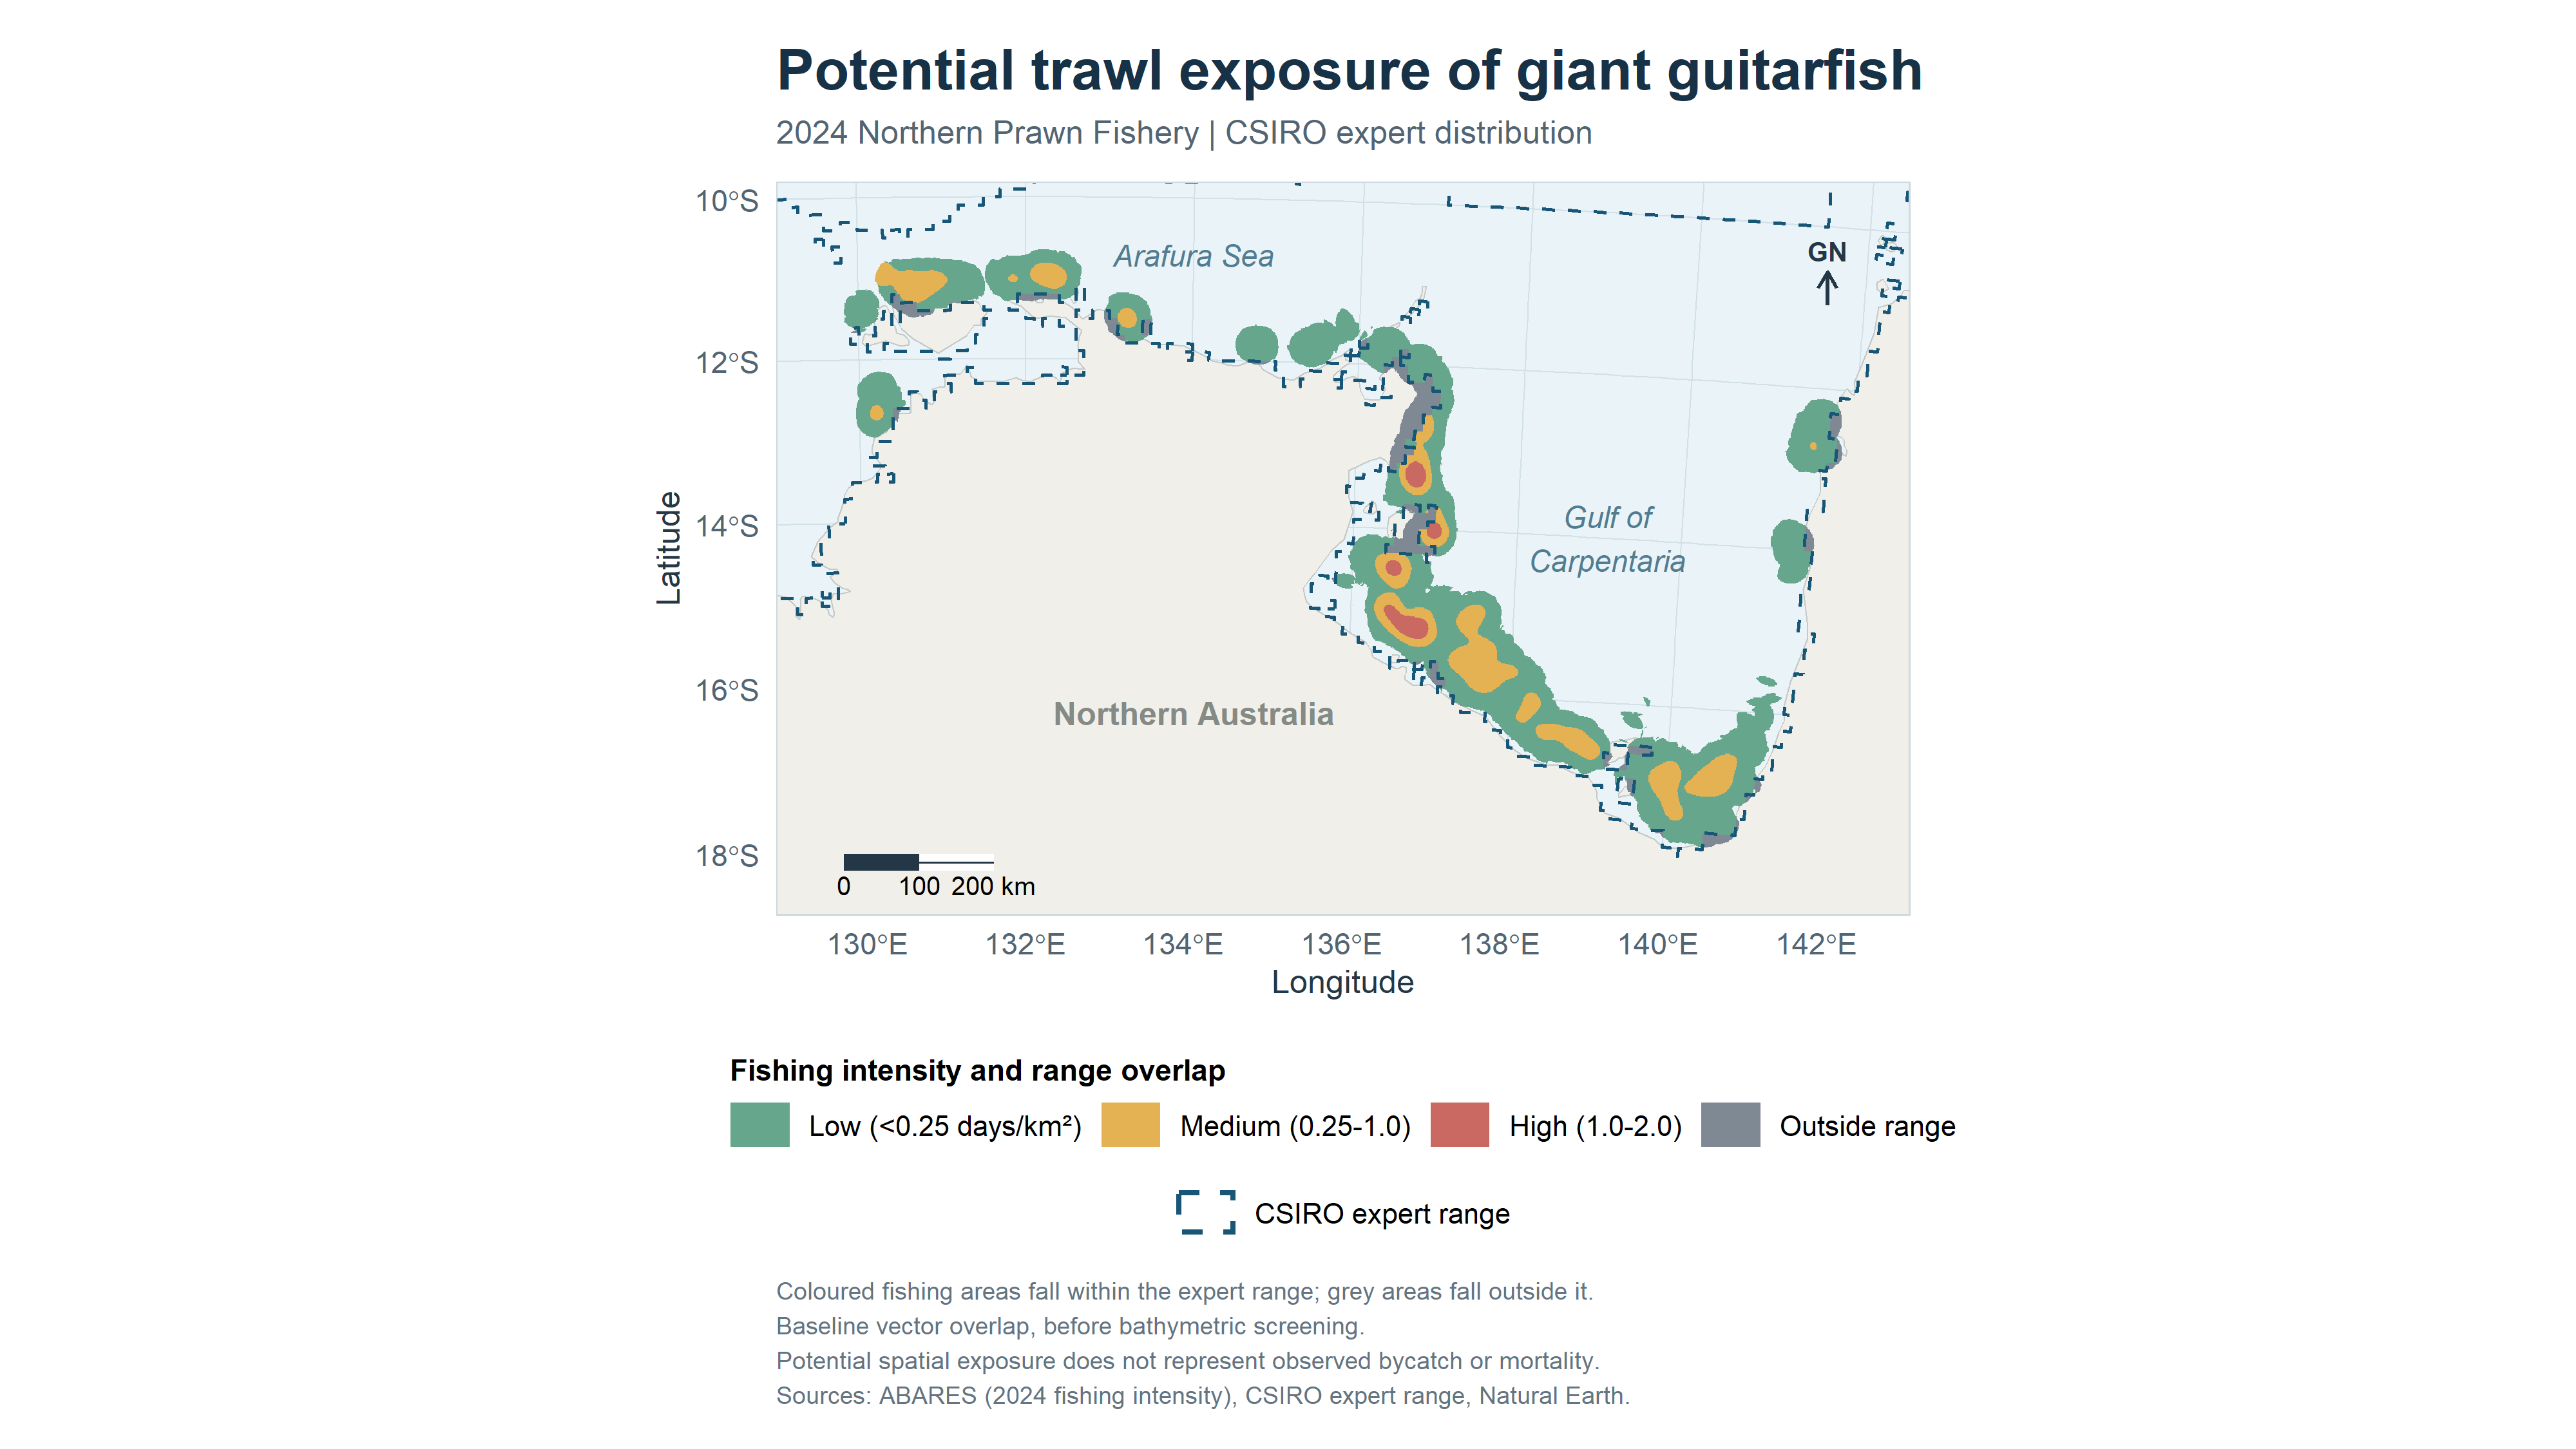 Potential trawl exposure of giant guitarfish
2024 Northern Prawn Fishery | CSIRO expert distribution
10°S
12°S
14°S
16°S
18°S
Latitude
Arafura Sea
GN
Gulf of
Carpentaria
Northern Australia
0 100 200 km
130°E 132°E 134°E 136°E 138°E 140°E 142°E
Longitude
Fishing intensity and range overlap
Low (<0.25 days/km²) Medium (0.25-1.0) High (1.0-2.0) Outside range
CSIRO expert range
Coloured fishing areas fall within the expert range; grey areas fall outside it.
Baseline vector overlap, before bathymetric screening.
Potential spatial exposure does not represent observed bycatch or mortality.
Sources: ABARES (2024 fishing intensity), CSIRO expert range, Natural Earth.